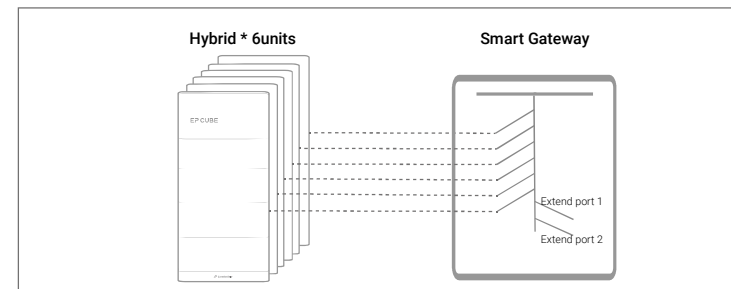 Hybrid * 6units
Smart Gateway
EP CUBE
Extend port 1
Extend port 2